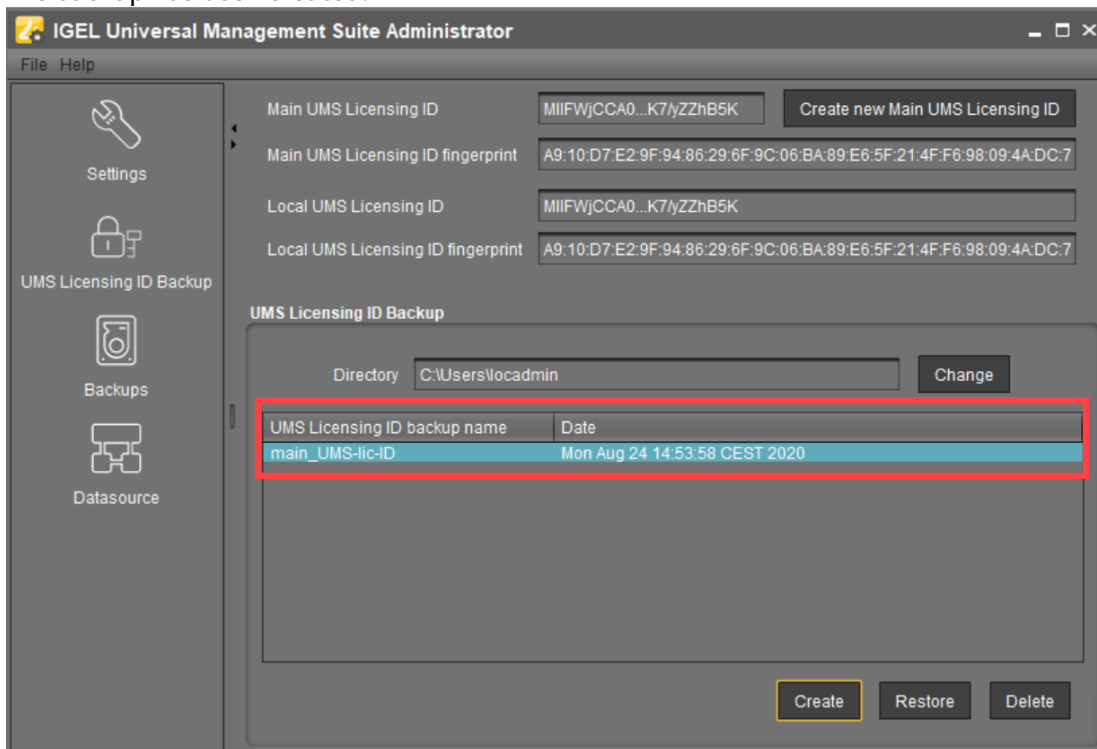 IGEL Universal Management Suite Administrator
File Help
Settings
UMS Licensing ID Backup
Backups
Datasource
Main UMS Licensing ID MIIFWjCCA0...K7/yZZhB5K Create new Main UMS Licensing ID
Main UMS Licensing ID fingerprint A9:10:D7:E2:9F:94:86:29:6F:9C:06:BA:89:E6:5F:21:4F:F6:98:09:4A:DC:7
Local UMS Licensing ID MIIFWjCCA0...K7/yZZhB5K
Local UMS Licensing ID fingerprint A9:10:D7:E2:9F:94:86:29:6F:9C:06:BA:89:E6:5F:21:4F:F6:98:09:4A:DC:7
UMS Licensing ID Backup
Directory C:\Users\locadmin Change
UMS Licensing ID backup name Date
main_UMS-lic-ID Mon Aug 24 14:53:58 CEST 2020
Create Restore Delete